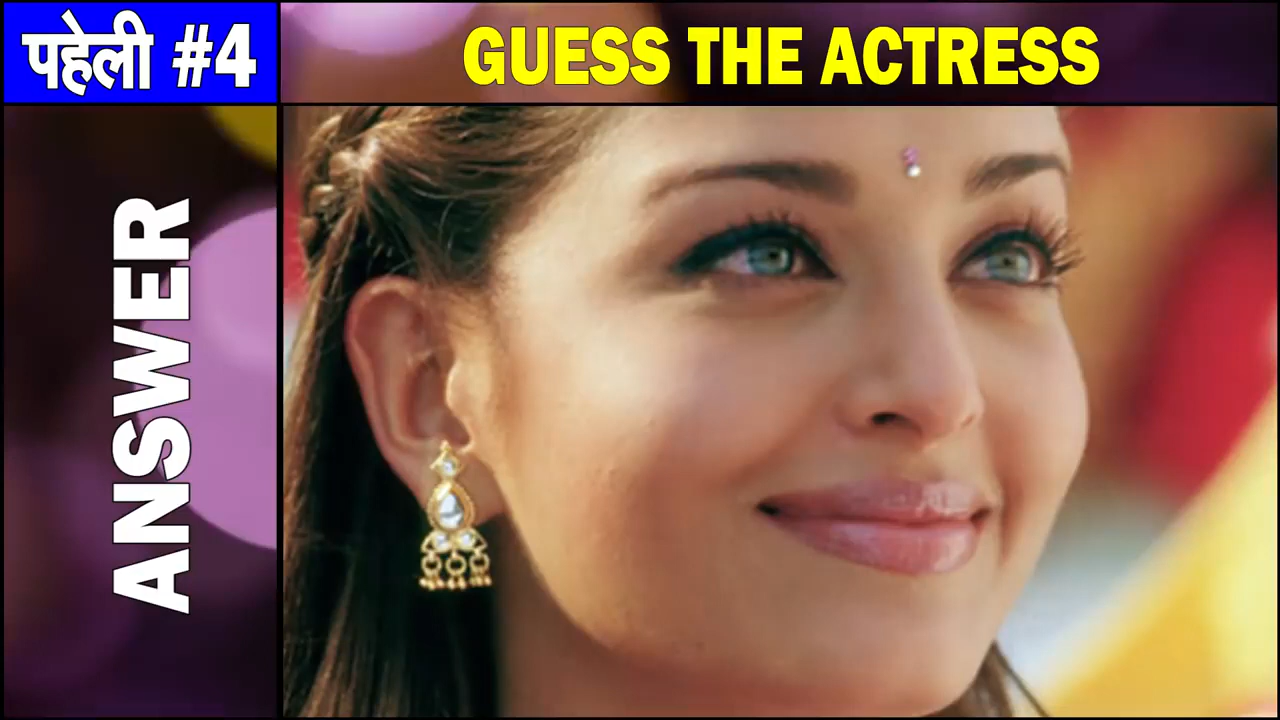 पहेली #4
GUESS THE ACTRESS
ANSWER